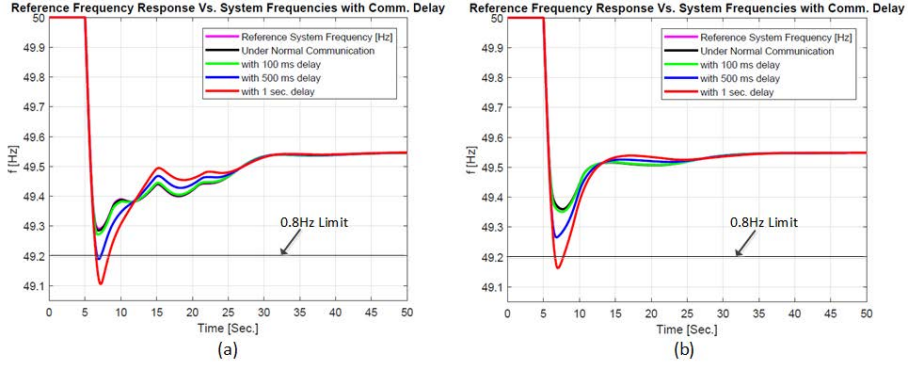 Reference Frequency Response Vs. System Frequencies with Comm. Delay
50
49.9
49.8
49.7
49.6
49.5
49.4
49.3
49.2
49.1
f [Hz]
Reference System Frequency [Hz]
Under Normal Communication
with 100 ms delay
with 500 ms delay
with 1 sec. delay
0.8Hz Limit
0 5 10 15 20 25 30 35 40 45 50
Time [Sec.]
(a)
Reference Frequency Response Vs. System Frequencies with Comm. Delay
50
49.9
49.8
49.7
49.6
49.5
49.4
49.3
49.2
49.1
f [Hz]
Reference System Frequency [Hz]
Under Normal Communication
with 100 ms delay
with 500 ms delay
with 1 sec. delay
0.8Hz Limit
0 5 10 15 20 25 30 35 40 45 50
Time [Sec.]
(b)